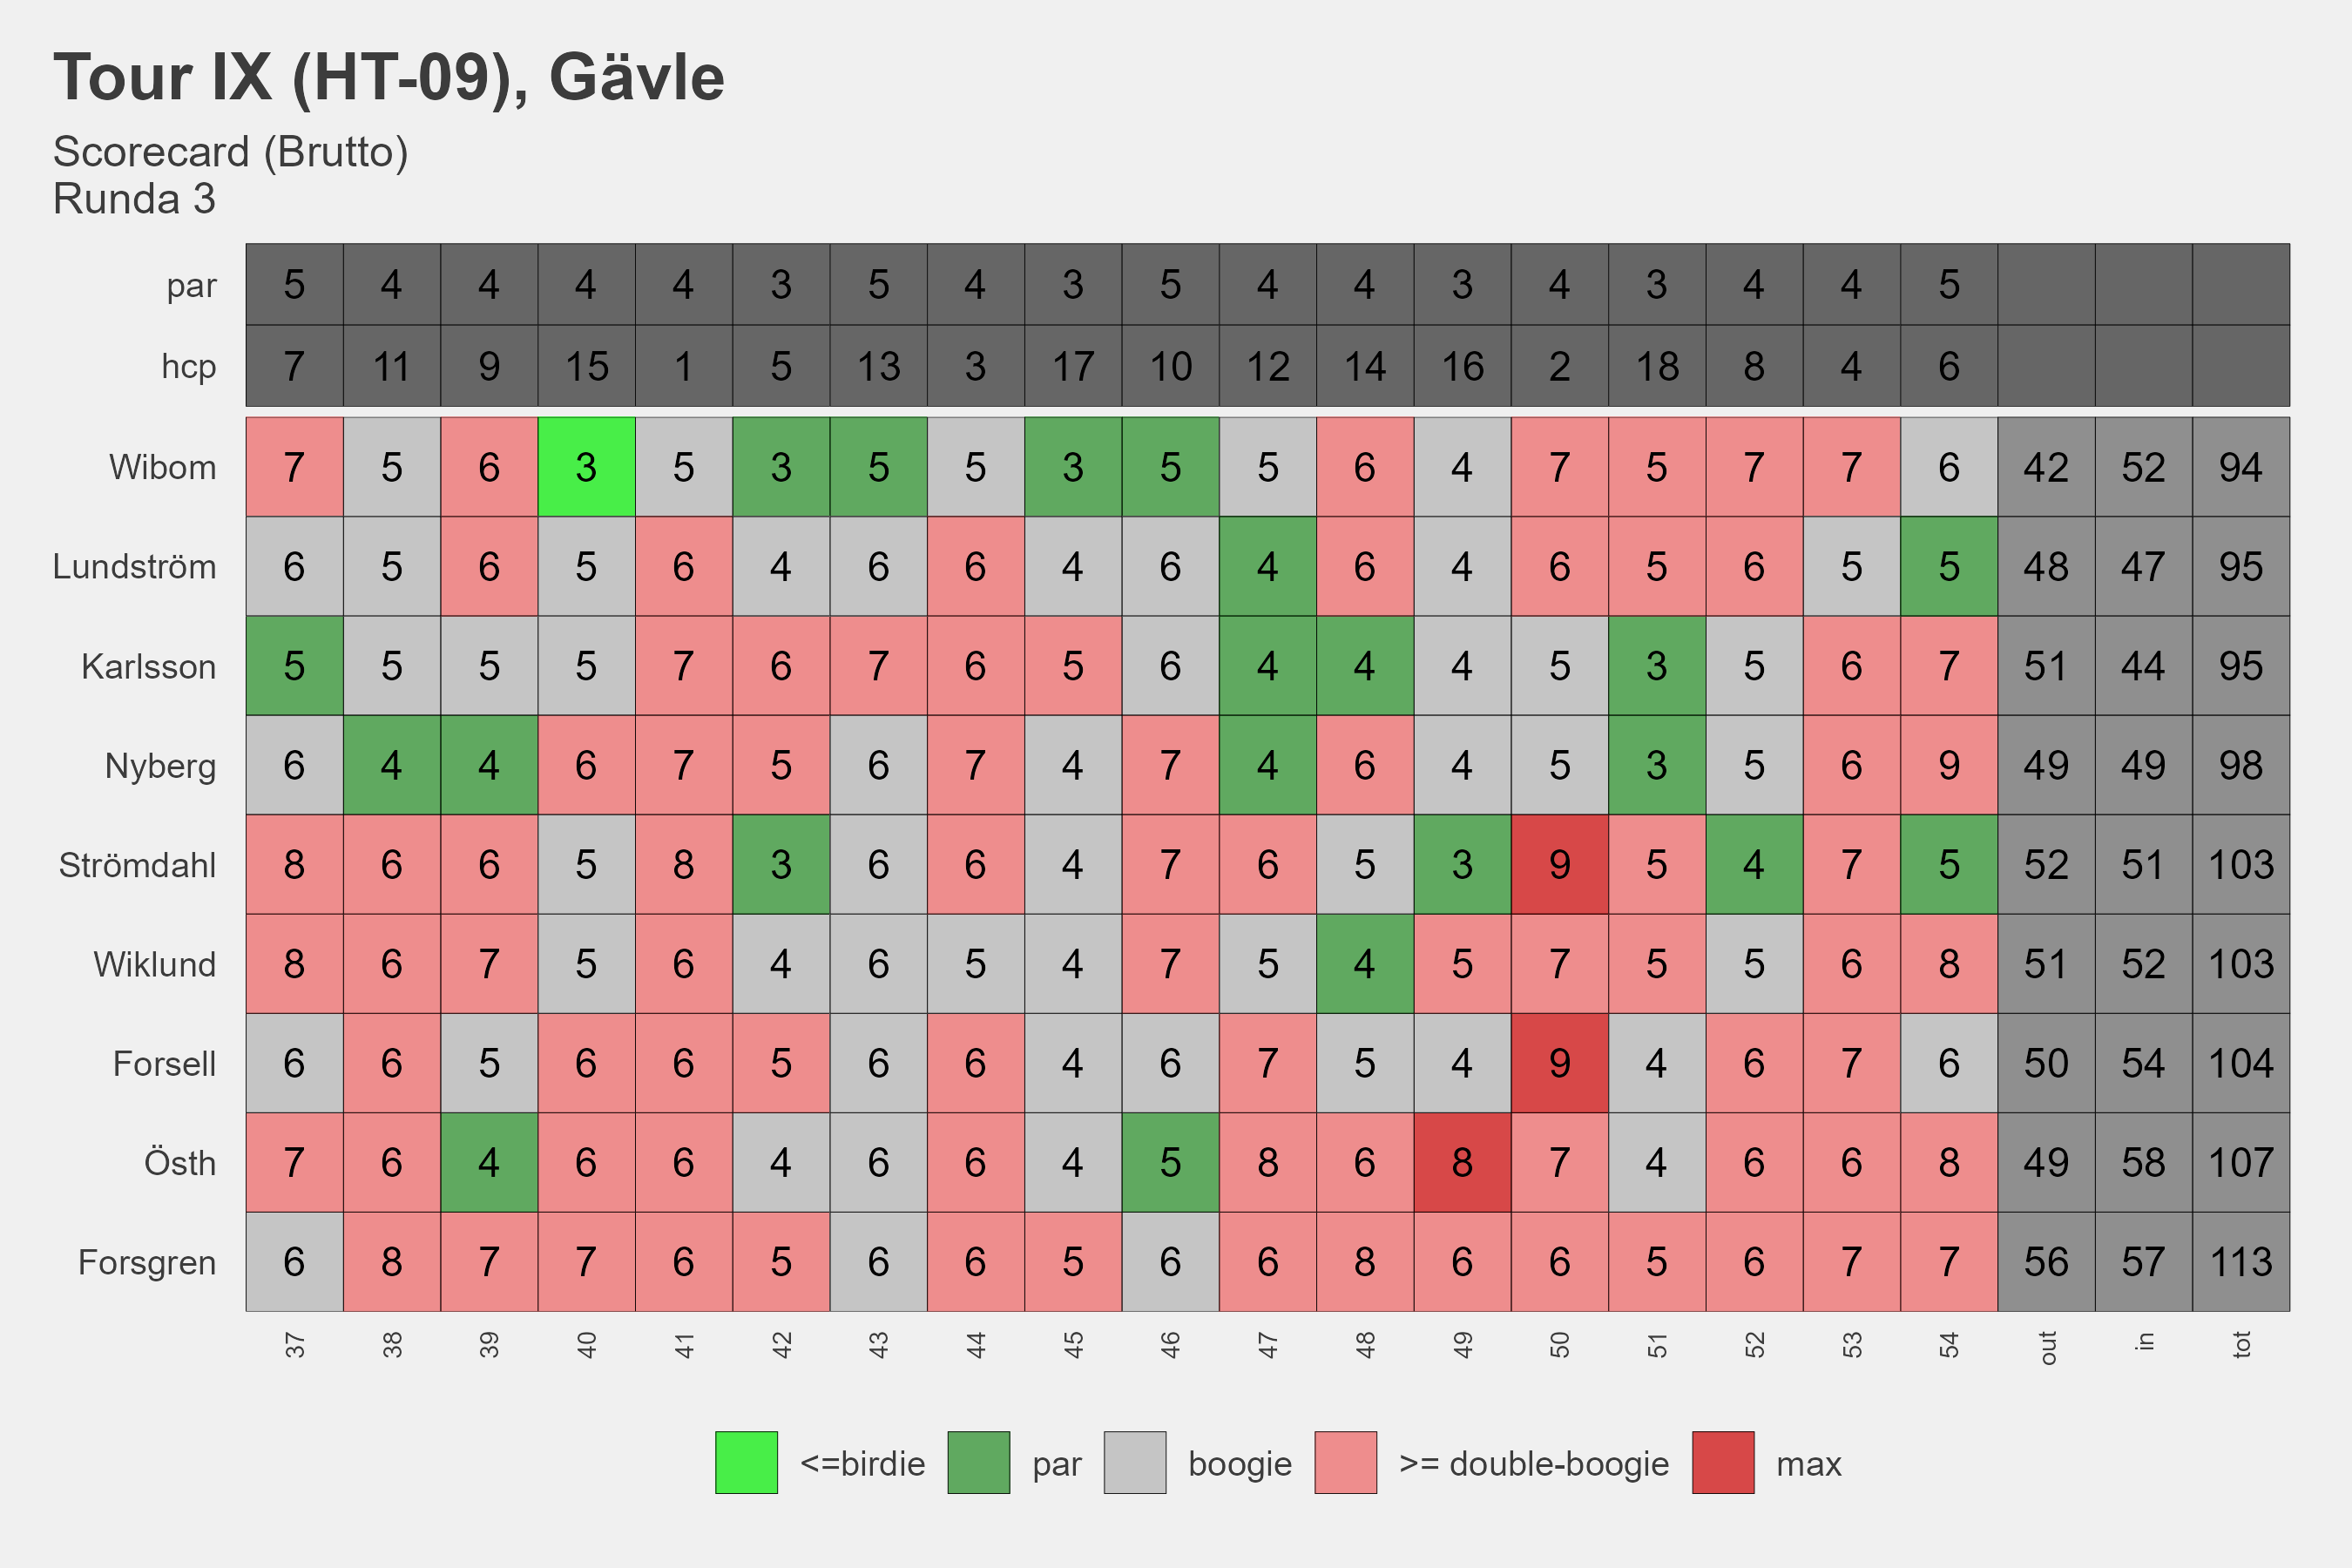 Tour IX (HT-09), Gävle
Scorecard (Brutto)
Runda 3
par 5 4 4 4 4 3 5 4 3 5 4 4 3 4 3 4 4 5
hcp 7 11 9 15 1 5 13 3 17 10 12 14 16 2 18 8 4 6
Wibom 7 5 6 3 5 3 5 5 3 5 5 6 4 7 5 7 7 6 42 52 94
Lundström 6 5 6 5 6 4 6 6 4 6 4 6 4 6 5 6 5 5 48 47 95
Karlsson 5 5 5 5 7 6 7 6 5 6 4 4 4 5 3 5 6 7 51 44 95
Nyberg 6 4 4 6 7 5 6 7 4 7 4 6 4 5 3 5 6 9 49 49 98
Strömdahl 8 6 6 5 8 3 6 6 4 7 6 5 3 9 5 4 7 5 52 51 103
Wiklund 8 6 7 5 6 4 6 5 4 7 5 4 5 7 5 5 6 8 51 52 103
Forsell 6 6 5 6 6 5 6 6 4 6 7 5 4 9 4 6 7 6 50 54 104
Östh 7 6 4 6 6 4 6 6 4 5 8 6 8 7 4 6 6 8 49 58 107
Forsgren 6 8 7 7 6 5 6 6 5 6 6 8 6 6 5 6 7 7 56 57 113
37 38 39 40 41 42 43 44 45 46 47 48 49 50 51 52 53 54 out in tot
<=birdie par boogie >= double-boogie max